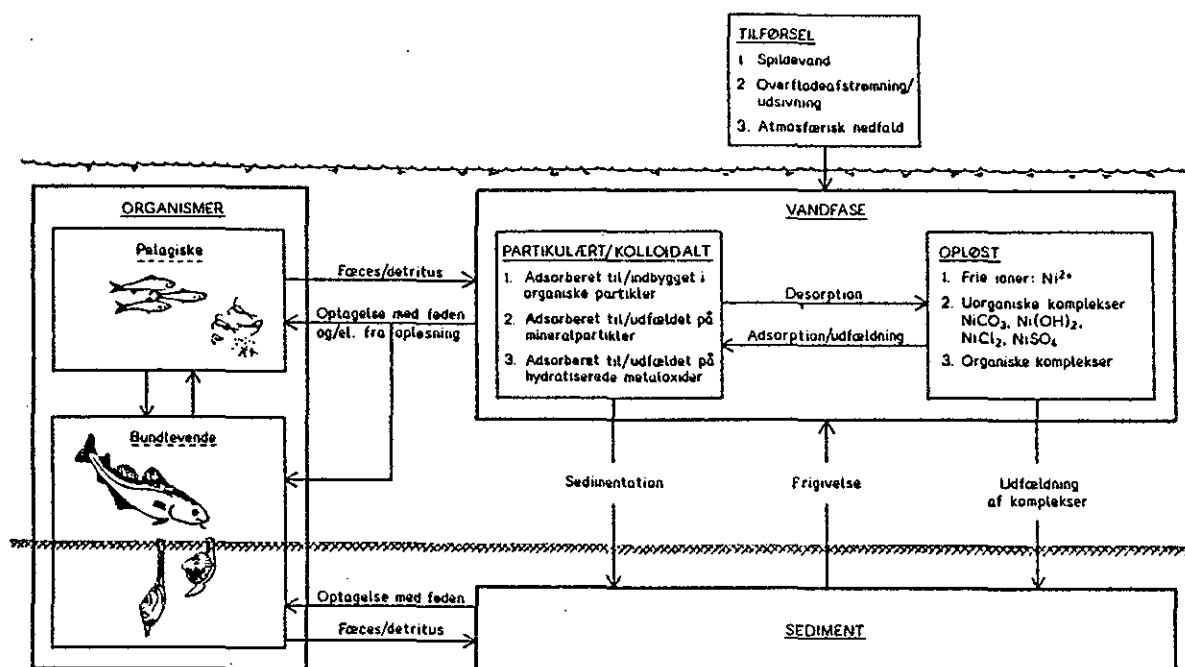 TILFØRSEL
1 Spildevand
2 Overfladeafstrømning/
udsivning
3. Atmosfærisk nedfald
ORGANISMER
Pelagiske
Bundlevende
Fæces/detritus
Optagelse med føden
og/el. fra opløsning
VANDFASE
PARTIKULÆRT/KOLLOIDALT
1. Adsorberet til/indbygget i
organiske partikler
2. Adsorberet til/udfældet på
mineralpartikler
3. Adsorberet til/udfældet på
hydratiserede metaloxider
Desorption
Adsorption/udfældning
OPLØST
1. Frie ioner: Ni²⁺
2. Uorganiske komplekser
NiCO₃, Ni(OH)₂,
NiCl₂, NiSO₄
3. Organiske komplekser
Sedimentation
Frigivelse
Udfældning
af komplekser
Optagelse med føden
Fæces/detritus
SEDIMENT